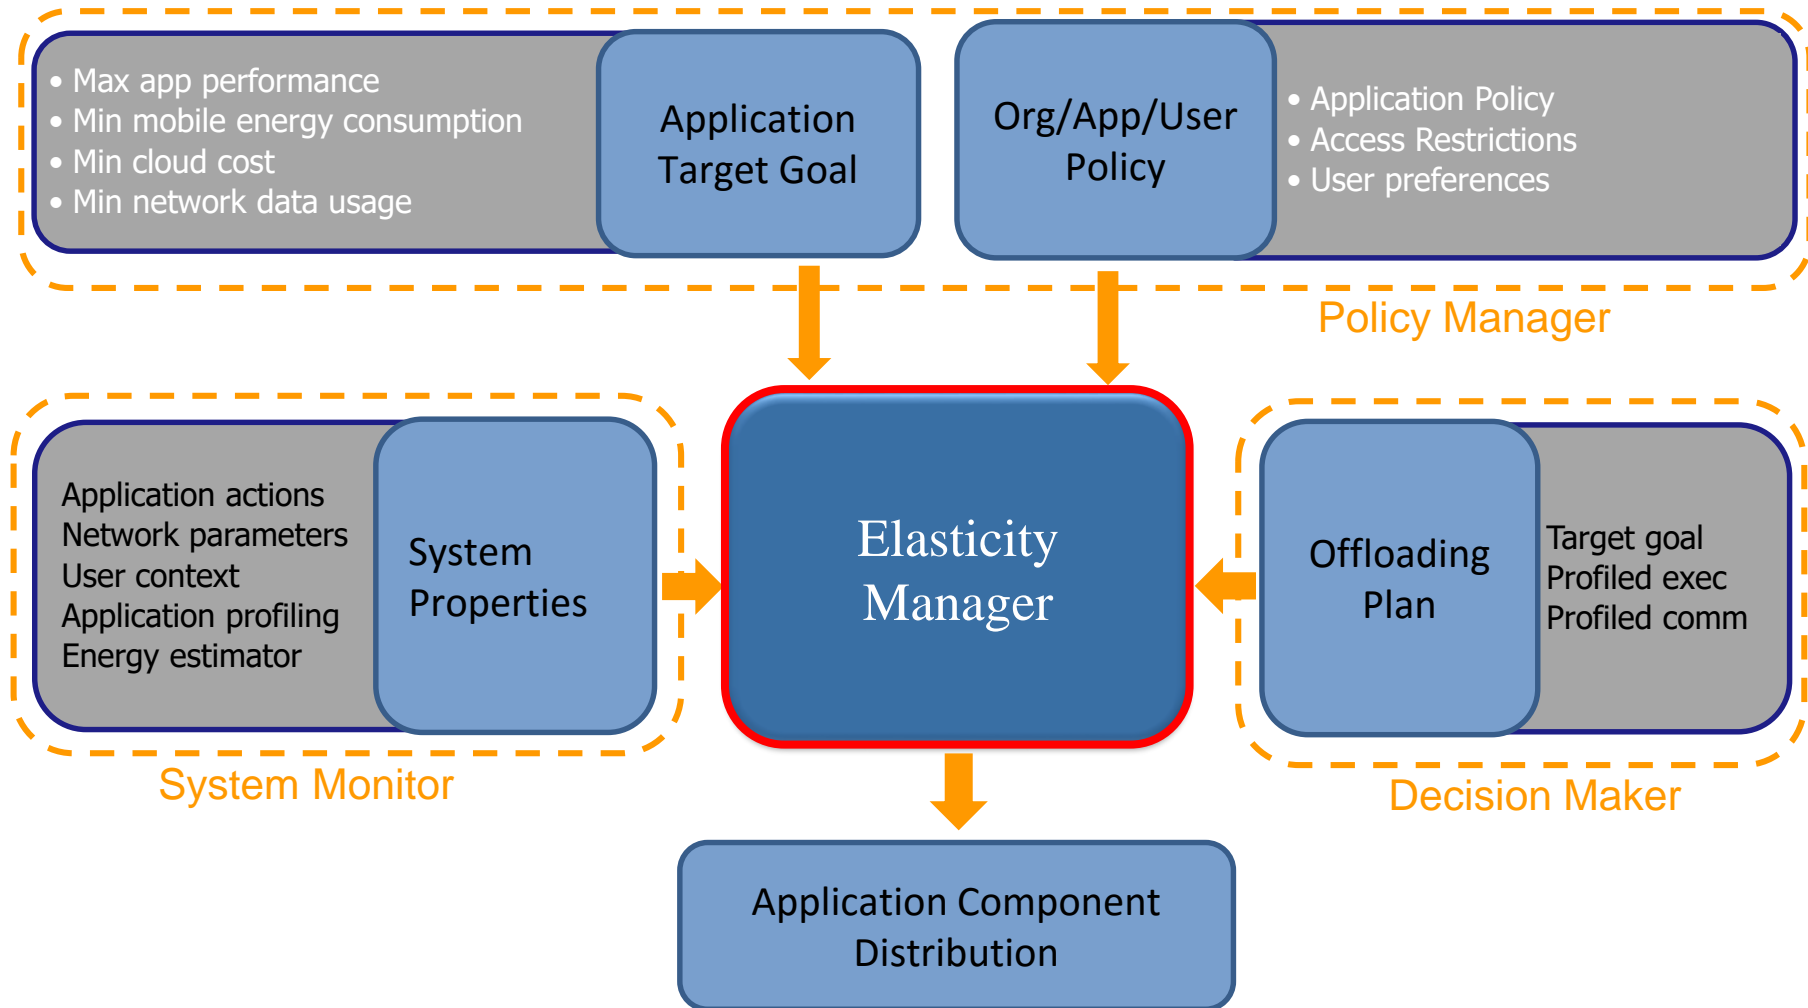 • Max app performance
• Min mobile energy consumption
• Min cloud cost
• Min network data usage
Application
Target Goal
Org/App/User
Policy
• Application Policy
• Access Restrictions
• User preferences
Policy Manager
Application actions
Network parameters
User context
Application profiling
Energy estimator
System
Properties
System Monitor
Elasticity
Manager
Offloading
Plan
Target goal
Profiled exec
Profiled comm
Decision Maker
Application Component
Distribution